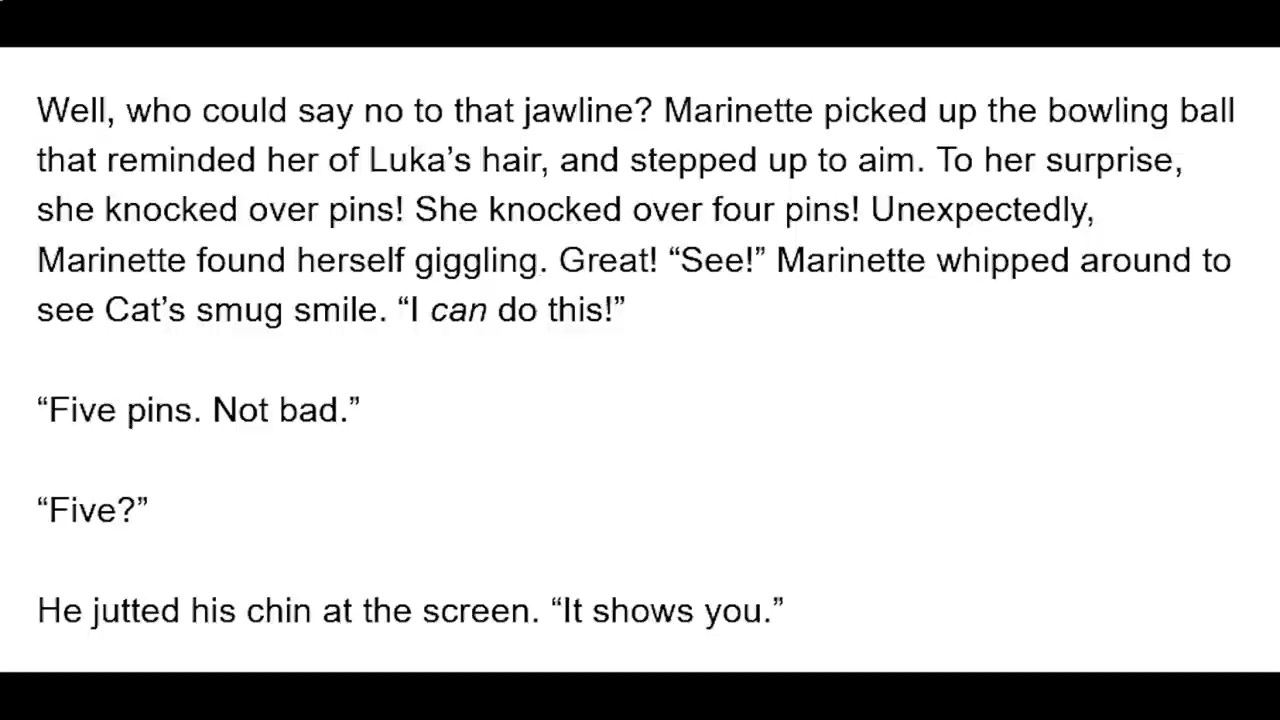 Well, who could say no to that jawline? Marinette picked up the bowling ball
that reminded her of Luka’s hair, and stepped up to aim. To her surprise,
she knocked over pins! She knocked over four pins! Unexpectedly,
Marinette found herself giggling. Great! “See!” Marinette whipped around to
see Cat’s smug smile. “I can do this!”
“Five pins. Not bad.”
“Five?”
He jutted his chin at the screen. “It shows you.”